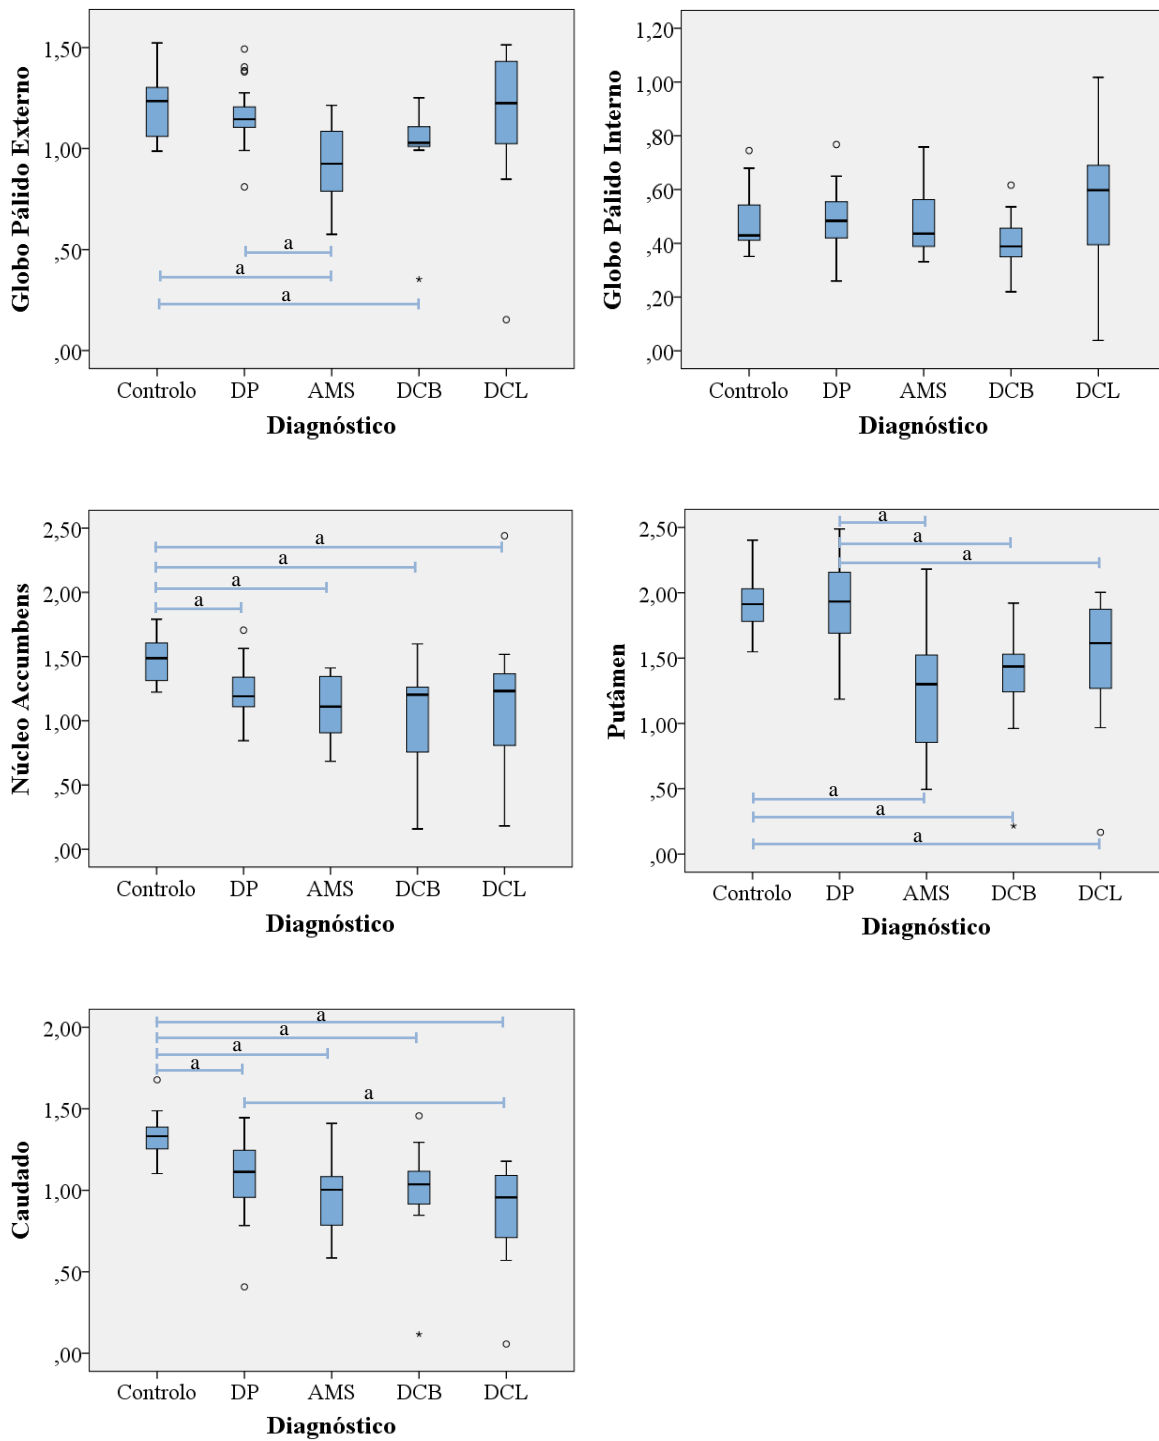 Globo Pálido Externo
1,50
1,00
,50
,00
a
a
a
Controlo DP AMS DCB DCL
Diagnóstico
Globo Pálido Interno
1,20
1,00
,80
,60
,40
,20
,00
Controlo DP AMS DCB DCL
Diagnóstico
Núcleo Accumbens
2,50
2,00
1,50
1,00
,50
,00
a
a
a
a
Controlo DP AMS DCB DCL
Diagnóstico
Putâmen
2,50
2,00
1,50
1,00
,50
,00
a
a
a
a
a
a
Controlo DP AMS DCB DCL
Diagnóstico
Caudado
2,00
1,50
1,00
,50
,00
a
a
a
a
a
Controlo DP AMS DCB DCL
Diagnóstico